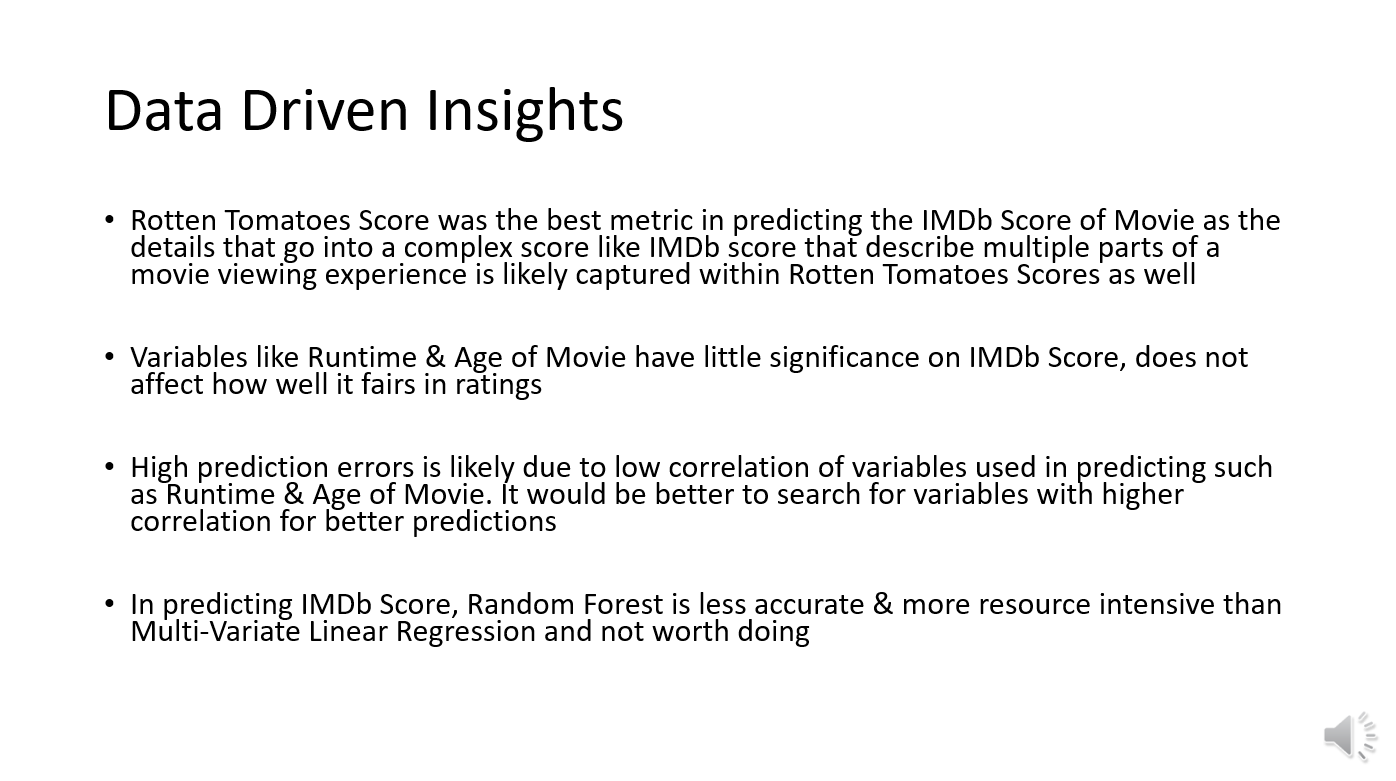 Data Driven Insights
• Rotten Tomatoes Score was the best metric in predicting the IMDb Score of Movie as the
details that go into a complex score like IMDb score that describe multiple parts of a
movie viewing experience is likely captured within Rotten Tomatoes Scores as well
• Variables like Runtime & Age of Movie have little significance on IMDb Score, does not
affect how well it fairs in ratings
• High prediction errors is likely due to low correlation of variables used in predicting such
as Runtime & Age of Movie. It would be better to search for variables with higher
correlation for better predictions
• In predicting IMDb Score, Random Forest is less accurate & more resource intensive than
Multi-Variate Linear Regression and not worth doing